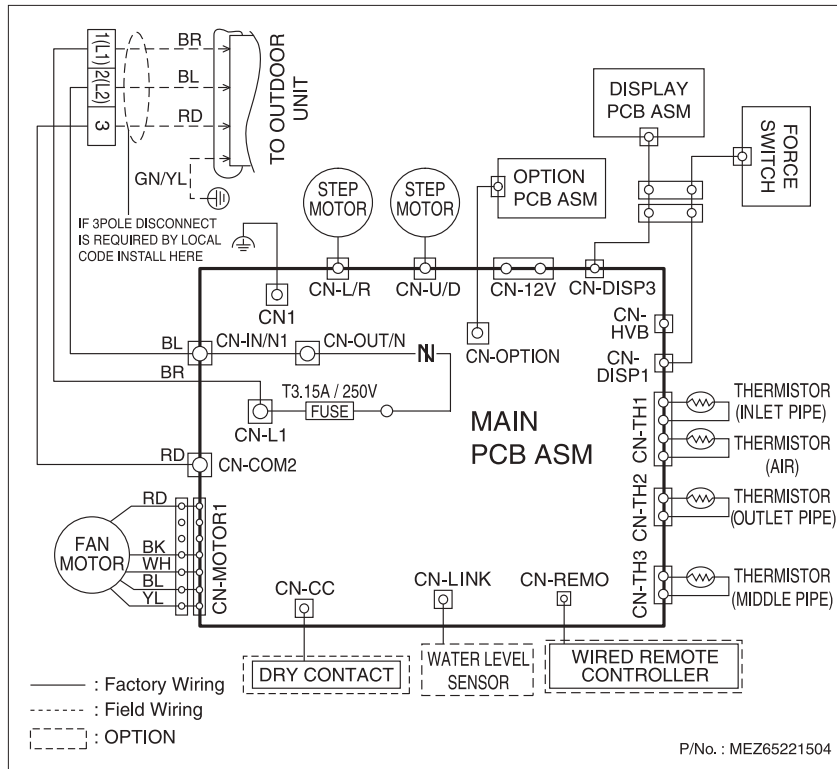 1(L1)
2(L2)
3
BR
BL
RD
GN/YL
TO OUTDOOR
UNIT
IF 3POLE DISCONNECT
IS REQUIRED BY LOCAL
CODE INSTALL HERE
STEP
MOTOR
STEP
MOTOR
OPTION
PCB ASM
DISPLAY
PCB ASM
FORCE
SWITCH
CN1
CN-L/R
CN-U/D
CN-12V
CN-DISP3
CN-
HVB
CN-OPTION
CN-
DISP1
BL
CN-IN/N1
CN-OUT/N
BR
T3.15A / 250V
FUSE
CN-L1
MAIN
PCB ASM
RD
CN-COM2
CN-TH1
THERMISTOR
(INLET PIPE)
THERMISTOR
(AIR)
CN-TH2
THERMISTOR
(OUTLET PIPE)
CN-TH3
THERMISTOR
(MIDDLE PIPE)
FAN
MOTOR
RD
BK
WH
BL
YL
CN-MOTOR1
CN-CC
CN-LINK
CN-REMO
DRY CONTACT
WATER LEVEL
SENSOR
WIRED REMOTE
CONTROLLER
: Factory Wiring
: Field Wiring
: OPTION
P/No. : MEZ65221504